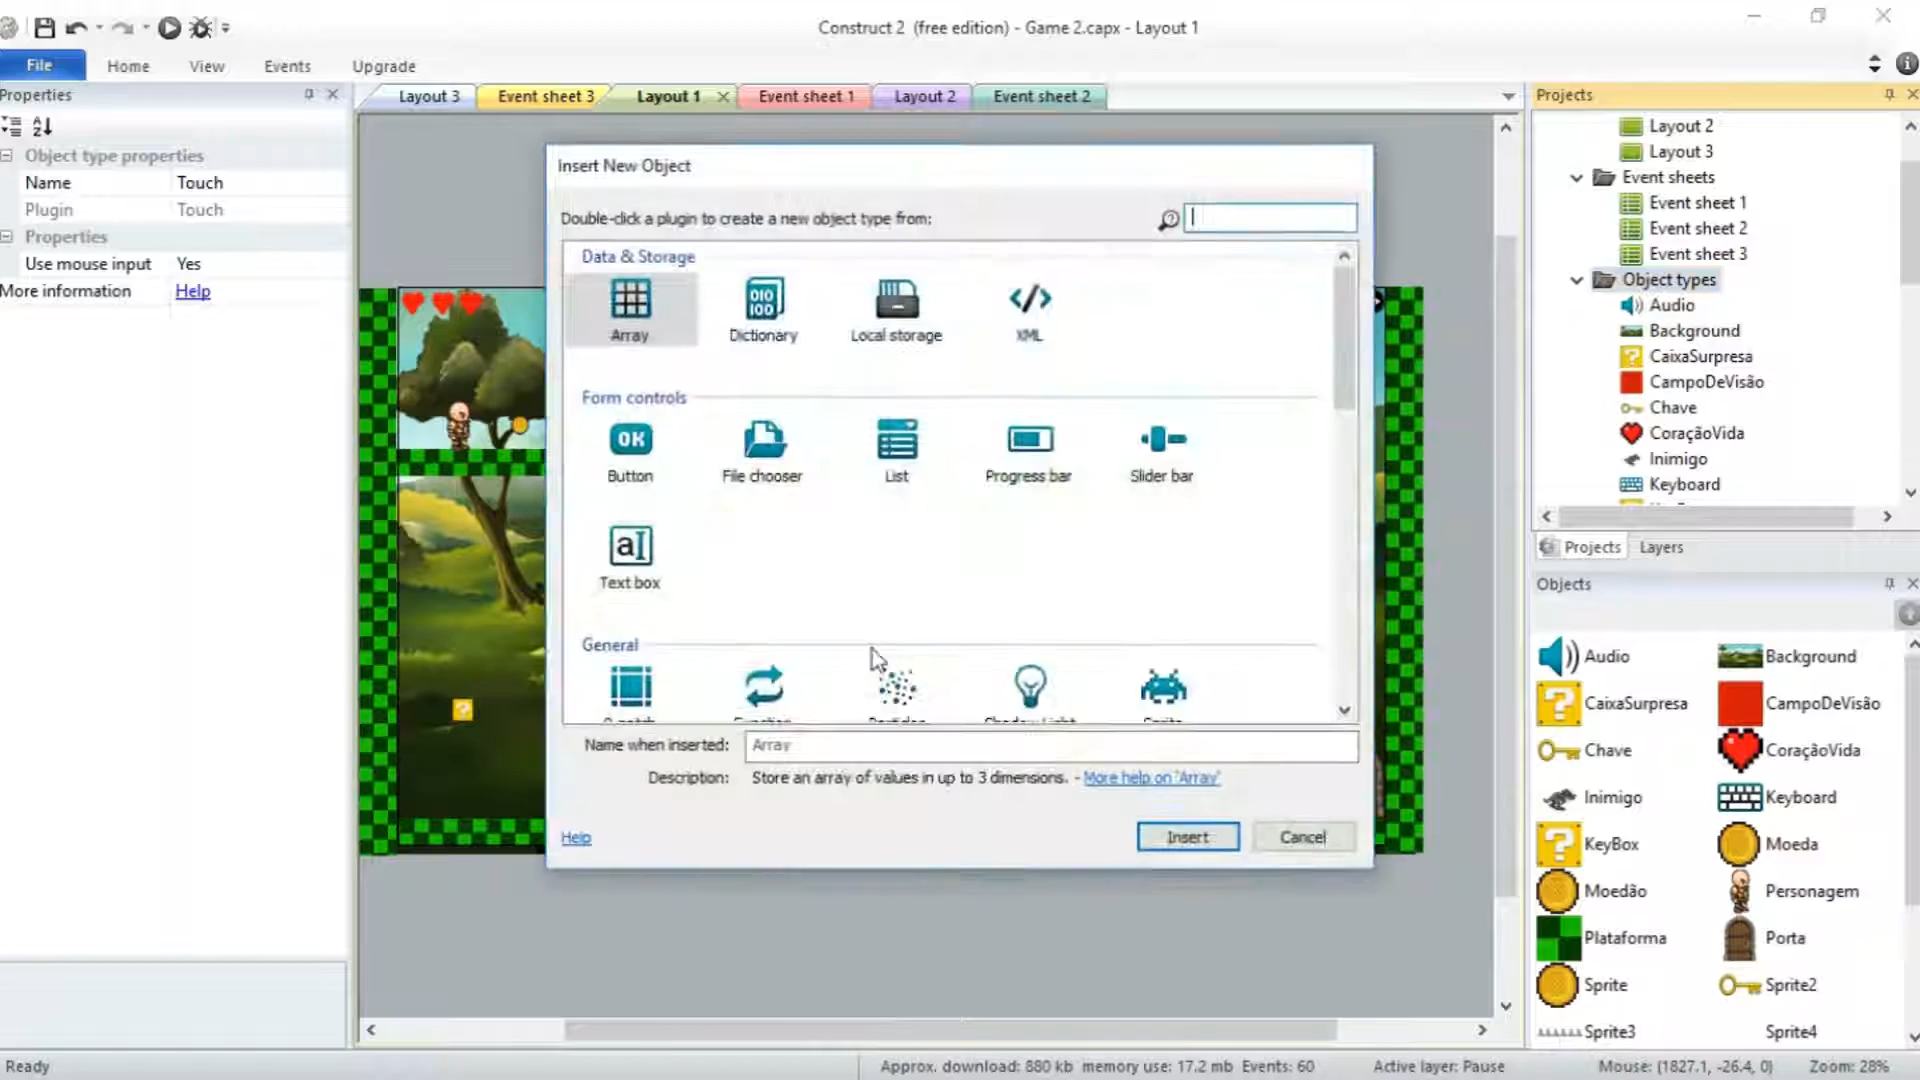 Construct 2 (free edition) - Game 2.capx - Layout 1
File
Home
View
Events
Upgrade
Properties
Object type properties
Name Touch
Plugin Touch
Properties
Use mouse input Yes
More information Help
Layout 3
Event sheet 3
Layout 1
Event sheet 1
Layout 2
Event sheet 2
Insert New Object
Double-click a plugin to create a new object type from:
Data & Storage
Array
Dictionary
Local storage
XML
Form controls
OK
Button
File chooser
List
Progress bar
Slider bar
Text box
General
Name when inserted: Array
Description: Store an array of values in up to 3 dimensions. - More help on 'Array'
Help
Insert
Cancel
Projects
Layout 2
Layout 3
Event sheets
Event sheet 1
Event sheet 2
Event sheet 3
Object types
Audio
Background
CaixaSurpresa
CampoDeVisão
Chave
CoraçãoVida
Inimigo
Keyboard
Projects
Layers
Objects
Audio
Background
CaixaSurpresa
CampoDeVisão
Chave
CoraçãoVida
Inimigo
Keyboard
KeyBox
Moeda
Moedão
Personagem
Plataforma
Porta
Sprite
Sprite2
Sprite3
Sprite4
Ready
Approx. download: 880 kb memory use: 17.2 mb Events: 60
Active layer: Pause
Mouse: (1827.1, -26.4, 0)
Zoom: 28%